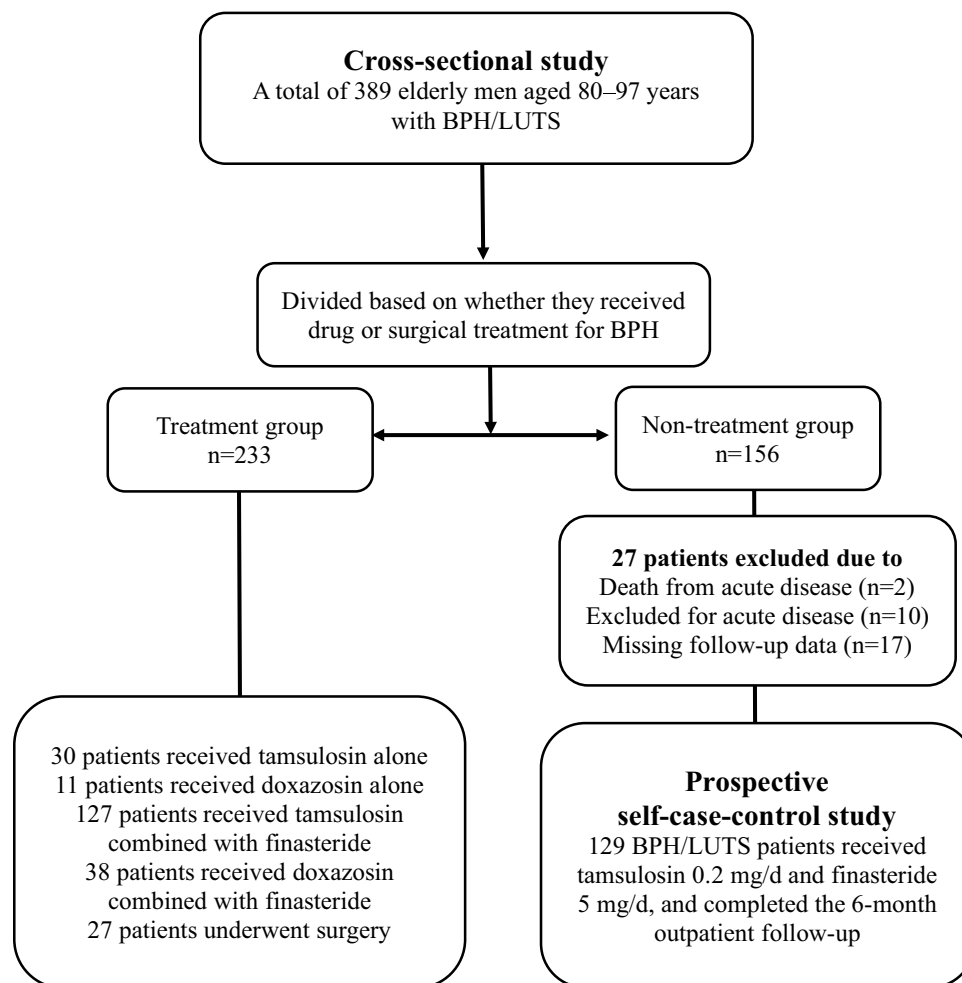 Cross-sectional study
A total of 389 elderly men aged 80–97 years
with BPH/LUTS
Divided based on whether they received
drug or surgical treatment for BPH
Treatment group
n=233
Non-treatment group
n=156
27 patients excluded due to
Death from acute disease (n=2)
Excluded for acute disease (n=10)
Missing follow-up data (n=17)
30 patients received tamsulosin alone
11 patients received doxazosin alone
127 patients received tamsulosin
combined with finasteride
38 patients received doxazosin
combined with finasteride
27 patients underwent surgery
Prospective
self-case-control study
129 BPH/LUTS patients received
tamsulosin 0.2 mg/d and finasteride
5 mg/d, and completed the 6-month
outpatient follow-up